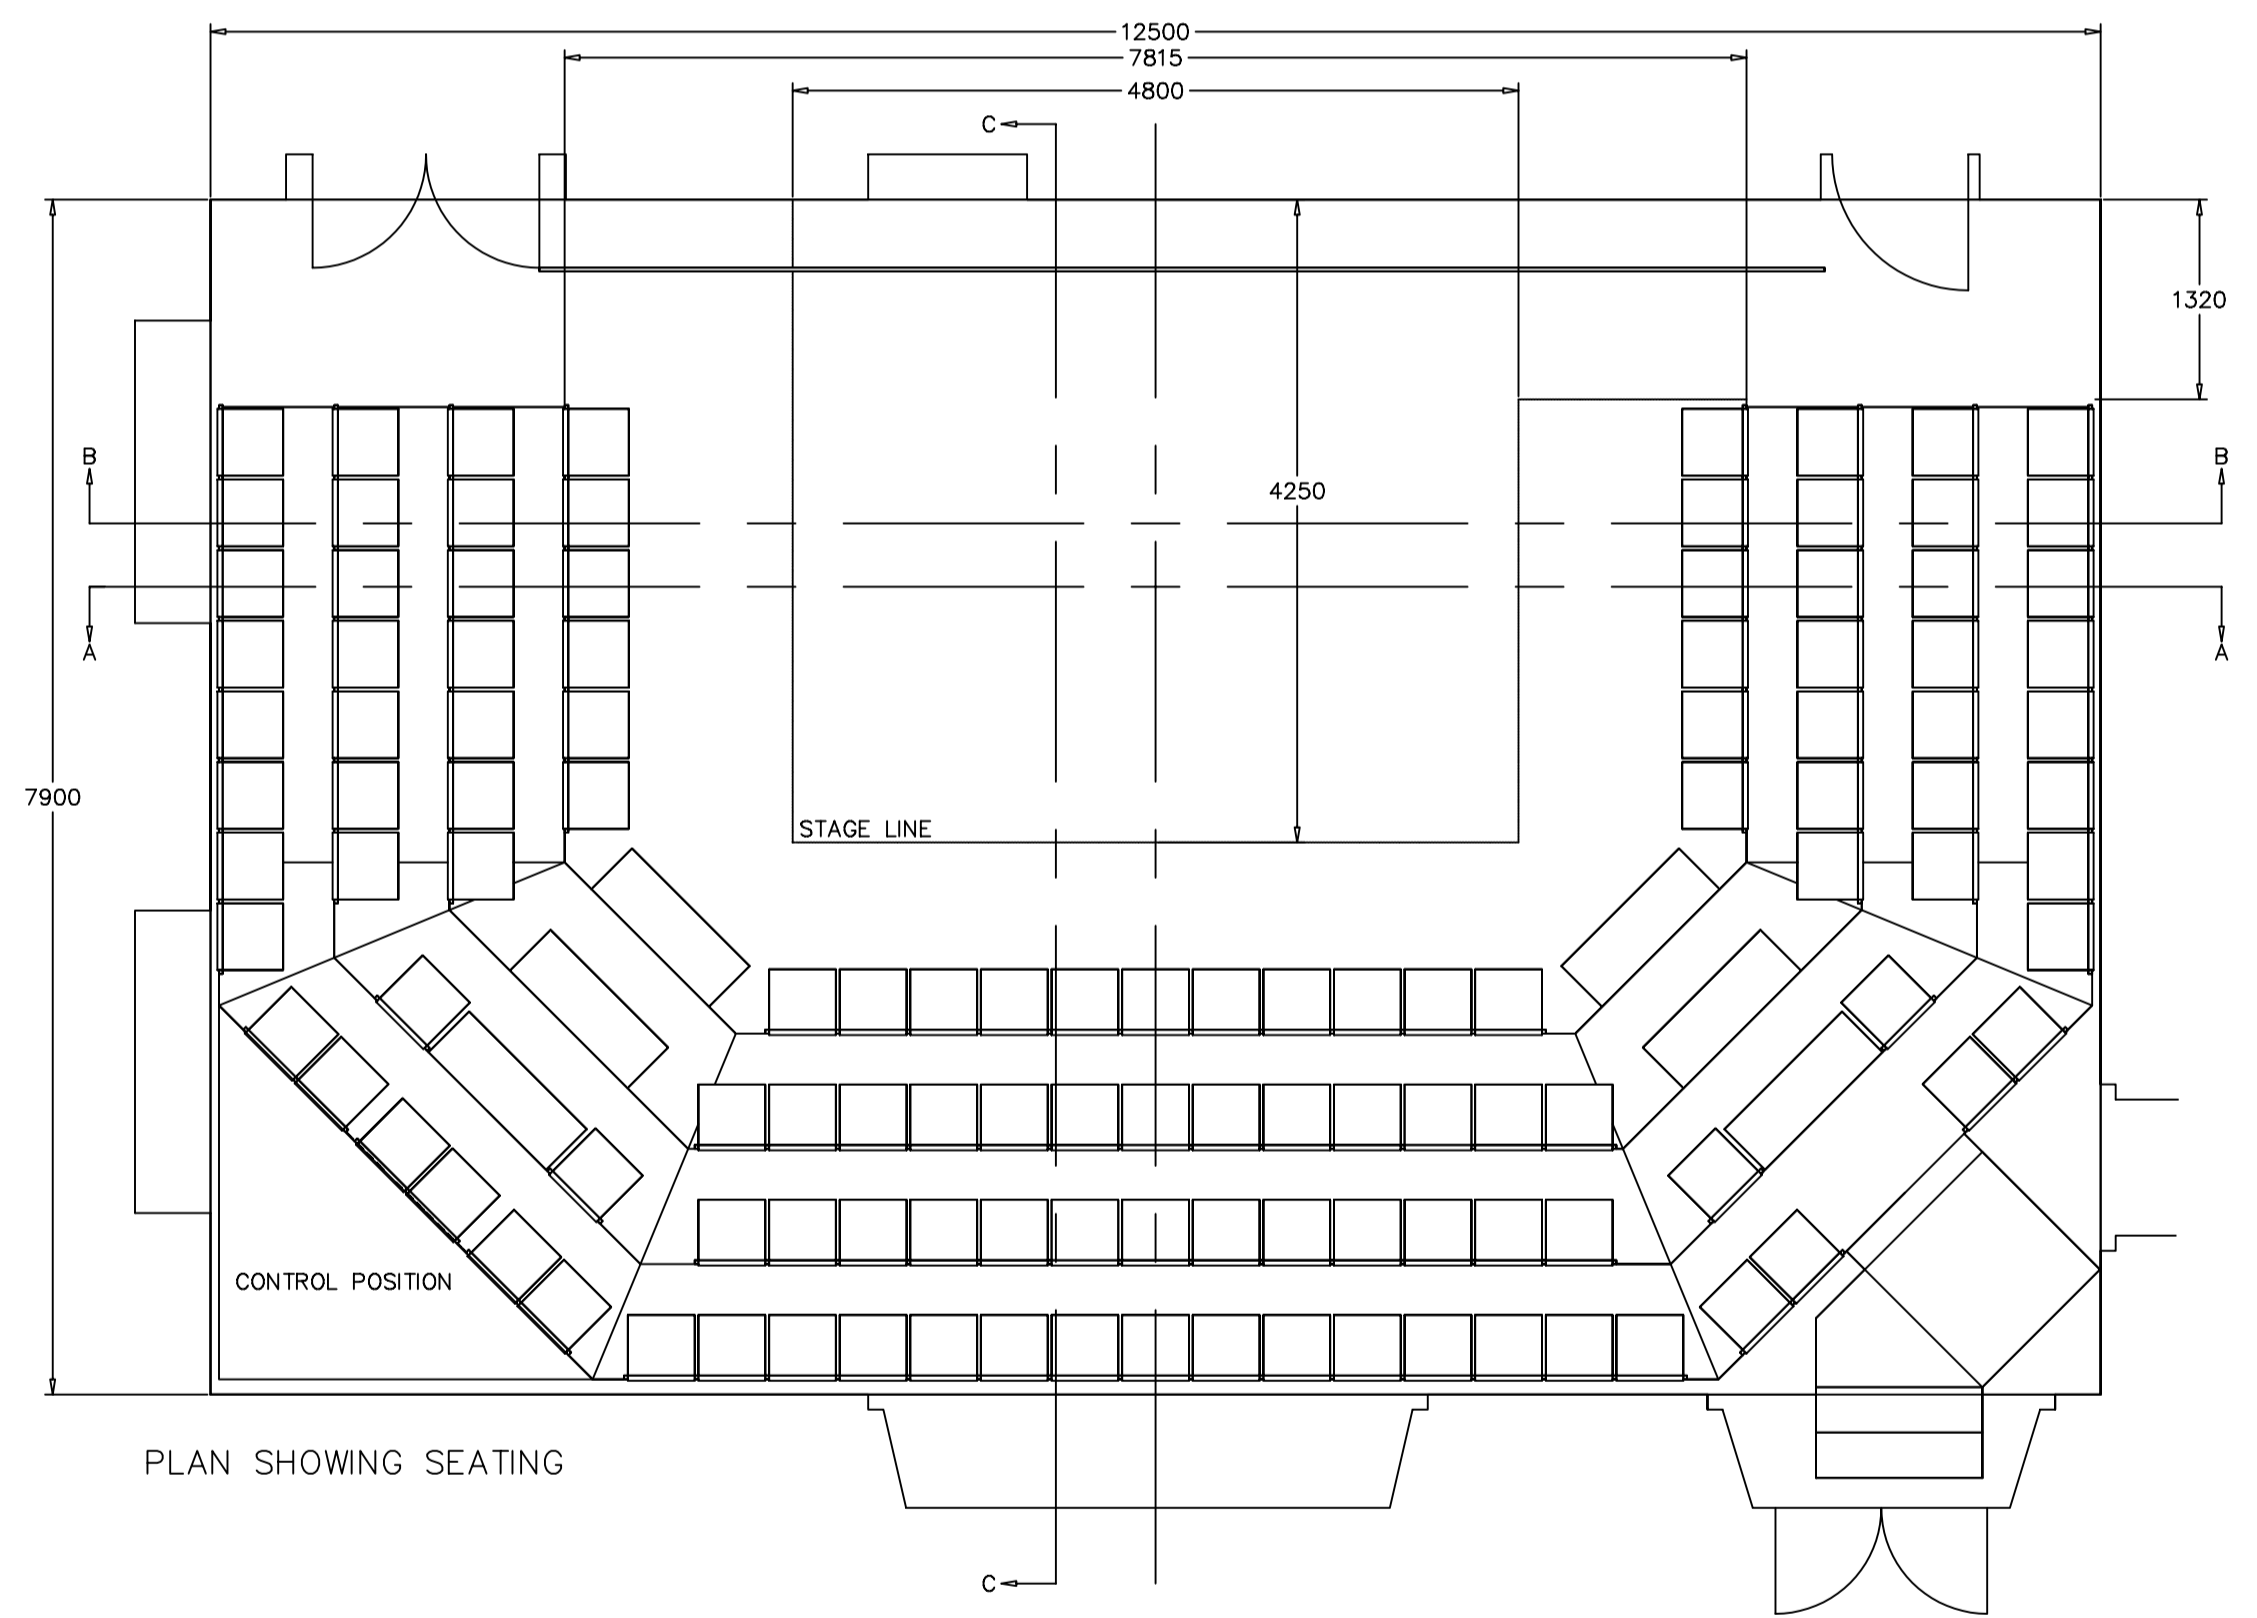 12500
7815
4800
C
1320
B
B
4250
A
A
7900
STAGE LINE
CONTROL POSITION
PLAN SHOWING SEATING
C